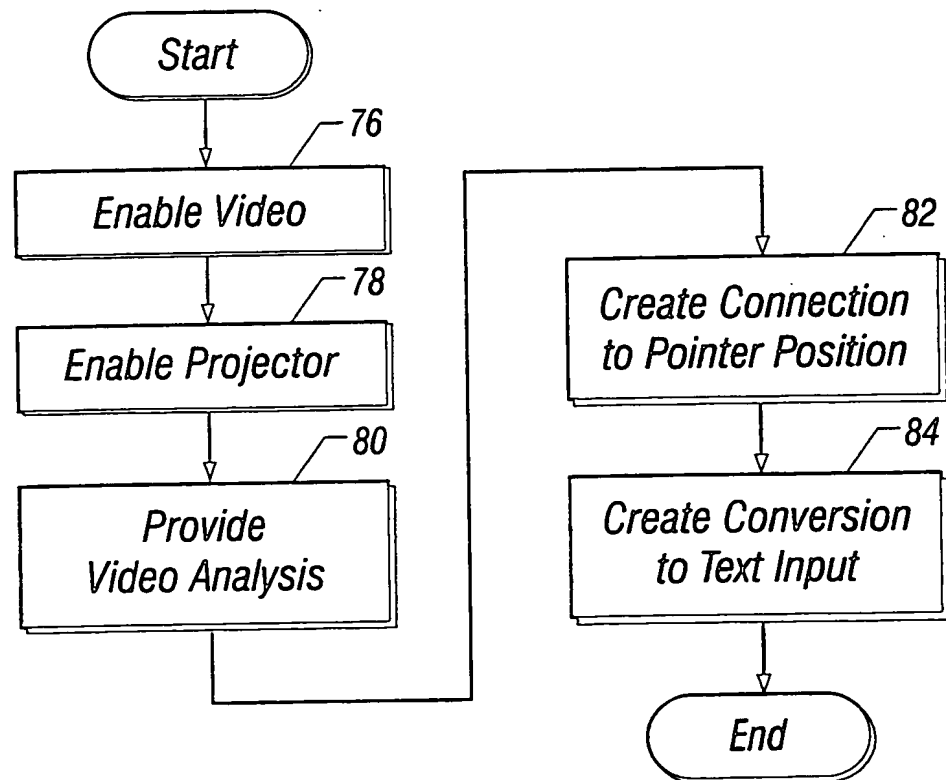 Start
76
Enable Video
78
Enable Projector
80
Provide
Video Analysis
82
Create Connection
to Pointer Position
84
Create Conversion
to Text Input
End